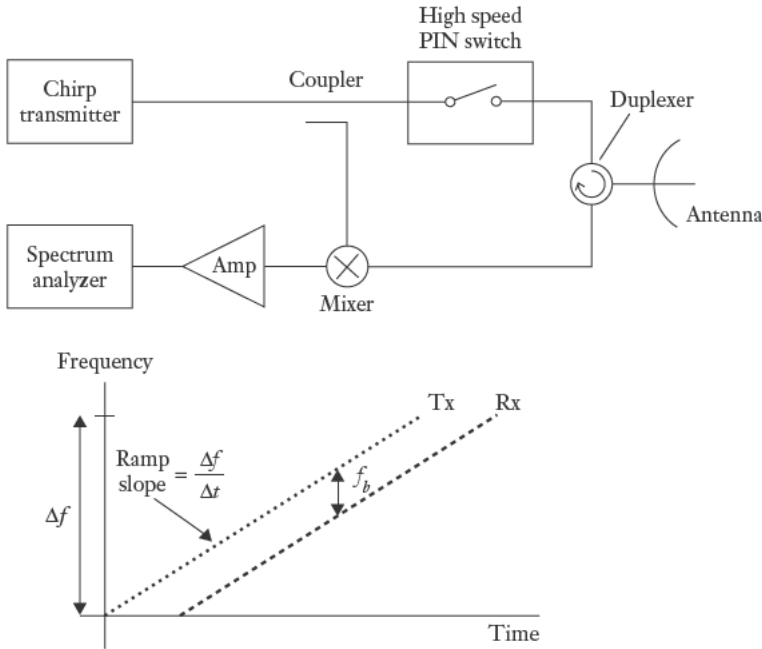 High speed
PIN switch
Coupler
Chirp
transmitter
Duplexer
Antenna
Spectrum
analyzer
Amp
Mixer
Frequency
Tx
Rx
Ramp
slope = Δf/Δt
f_b
Δf
Time